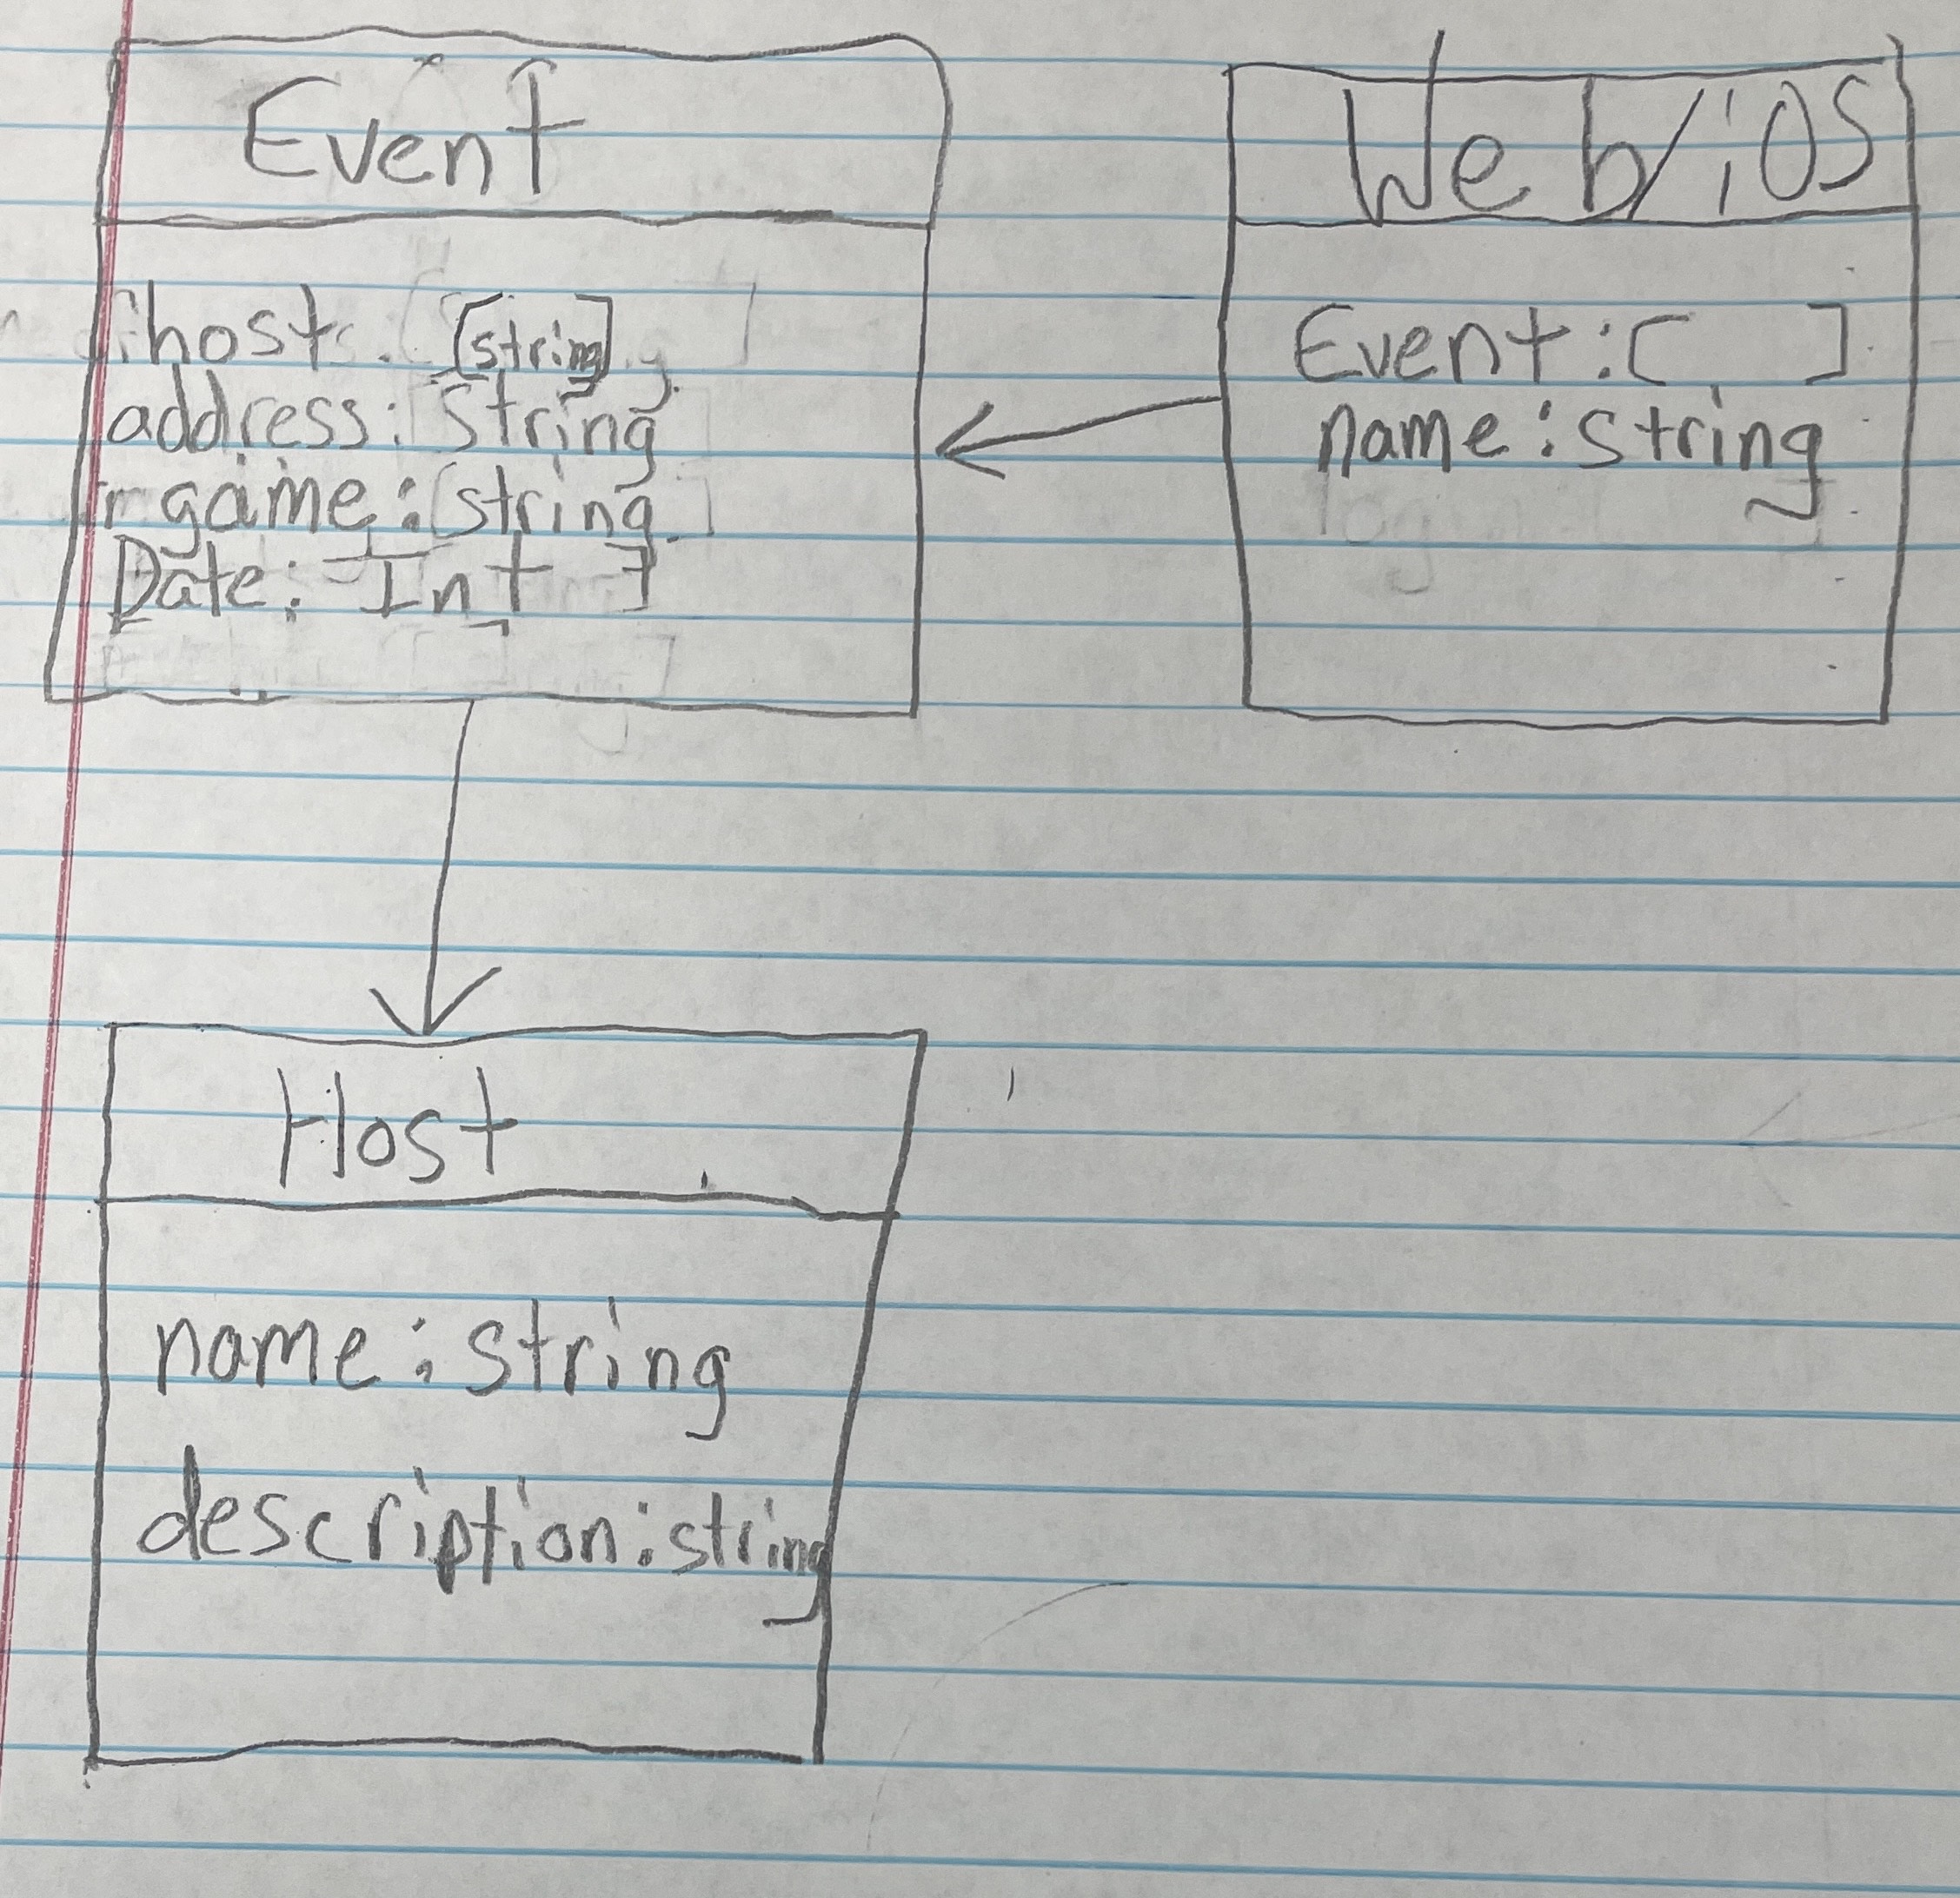 Event
host: [string]
address: String
game: string
Date: Int
Web/iOS
Event: [ ]
name: string
Host
name: string
description: string